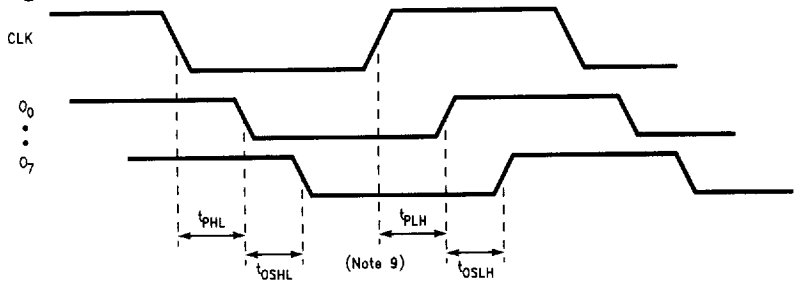 CLK
O0
O7
tPHL
tPLH
tOSHL
(Note 9)
tOSLH